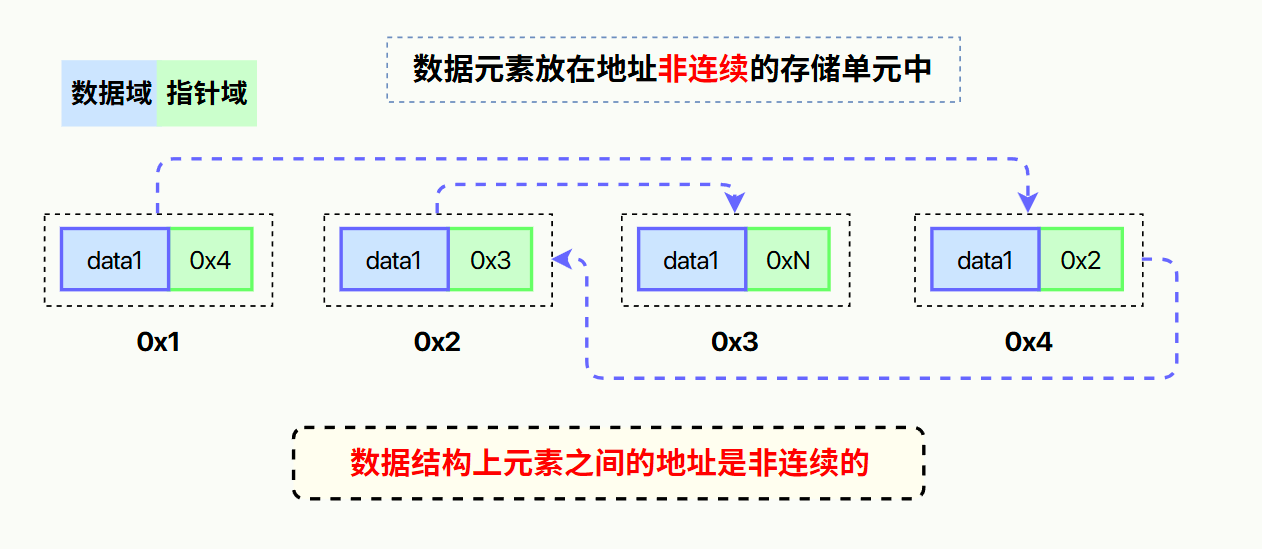 数据元素放在地址非连续的存储单元中
数据域 指针域
data1 0x4 data1 0x3 data1 0xN data1 0x2
0x1 0x2 0x3 0x4
数据结构上元素之间的地址是非连续的